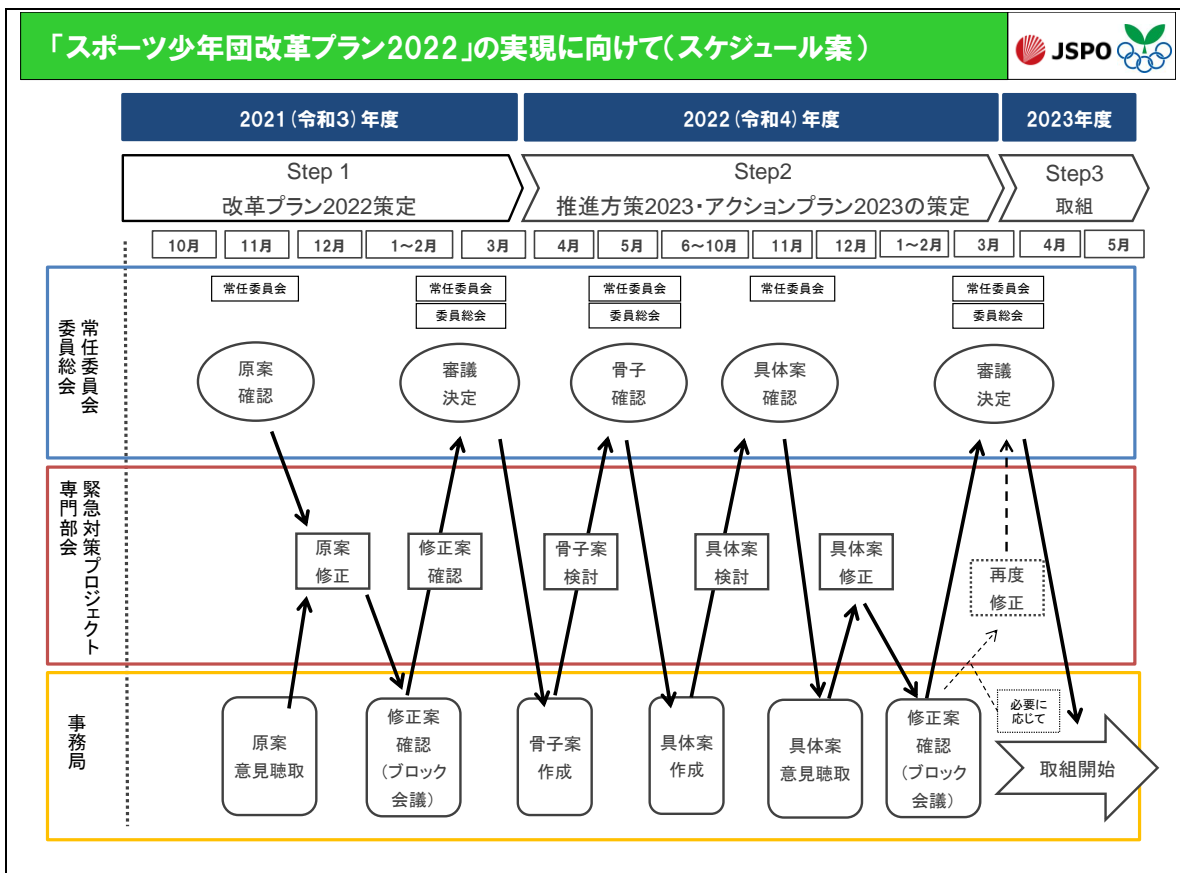 「スポーツ少年団改革プラン2022」の実現に向けて（スケジュール案）
JSPO
2021(令和3)年度
2022(令和4)年度
2023年度
Step 1
改革プラン2022策定
Step2
推進方策2023・アクションプラン2023の策定
Step3
取組
10月
11月
12月
1～2月
3月
4月
5月
6～10月
11月
12月
1～2月
3月
4月
5月
常任委員会
委員総会
常任委員会
常任委員会
委員総会
常任委員会
委員総会
常任委員会
常任委員会
委員総会
原案
確認
審議
決定
骨子
確認
具体案
確認
審議
決定
緊急対策プロジェクト
専門部会
原案
修正
修正案
確認
骨子案
検討
具体案
検討
具体案
修正
再度
修正
事務局
原案
意見聴取
修正案
確認
(ブロック
会議)
骨子案
作成
具体案
作成
具体案
意見聴取
修正案
確認
(ブロック
会議)
必要に
応じて
取組開始